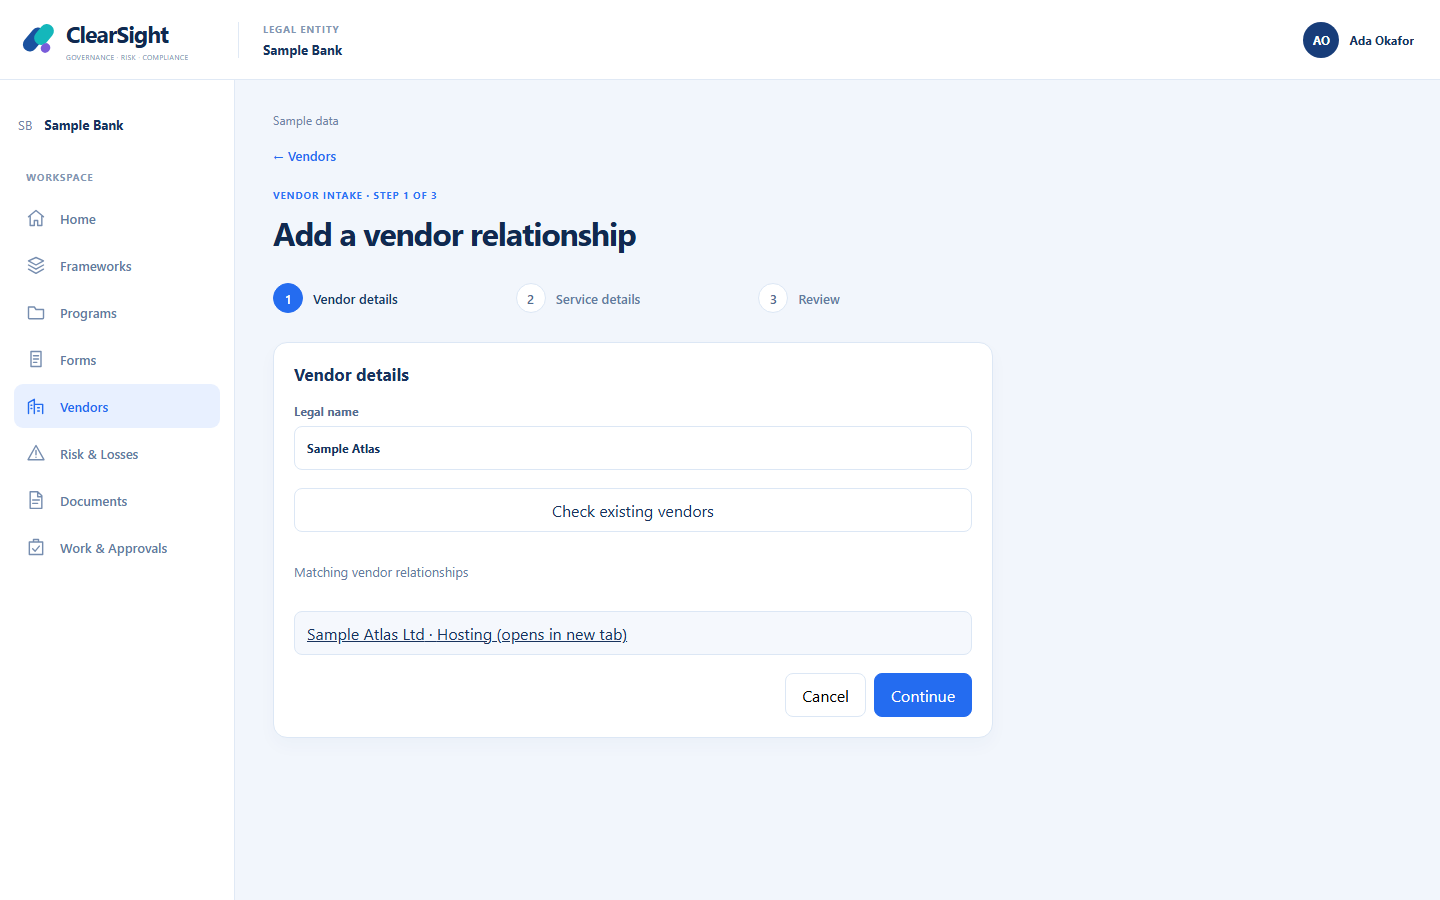 ClearSight
GOVERNANCE · RISK · COMPLIANCE
LEGAL ENTITY
Sample Bank
AO
Ada Okafor
SB
Sample Bank
WORKSPACE
Home
Frameworks
Programs
Forms
Vendors
Risk & Losses
Documents
Work & Approvals
Sample data
← Vendors
VENDOR INTAKE · STEP 1 OF 3
Add a vendor relationship
1 Vendor details
2 Service details
3 Review
Vendor details
Legal name
Sample Atlas
Check existing vendors
Matching vendor relationships
Sample Atlas Ltd · Hosting (opens in new tab)
Cancel
Continue